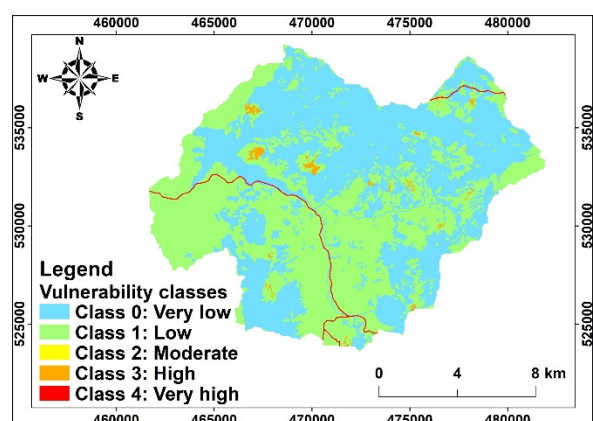 460000 465000 470000 475000 480000
N
W E
S
535000 535000
530000 530000
525000 525000
Legend
Vulnerability classes
Class 0: Very low
Class 1: Low
Class 2: Moderate
Class 3: High
Class 4: Very high
0 4 8 km
460000 465000 470000 475000 480000